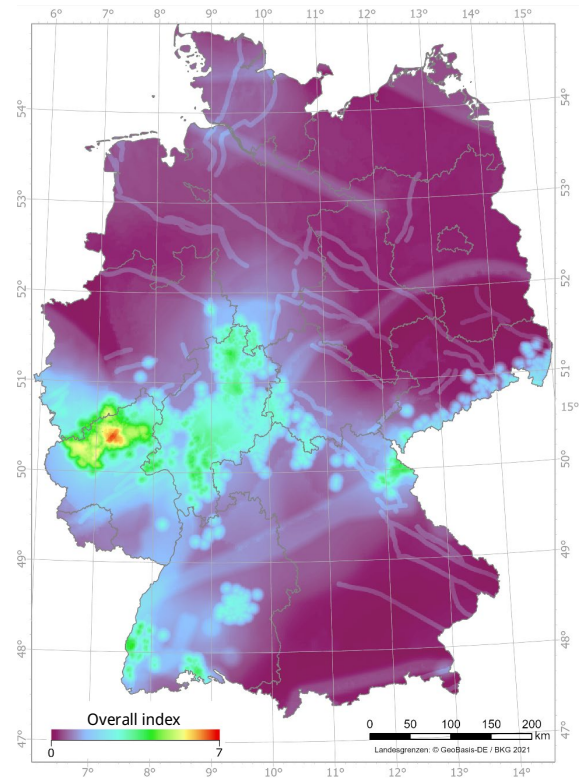 6° 7° 8° 9° 10° 11° 12° 13° 14° 15°
54° 54°
53° 53°
52° 52°
51° 51°
15°
50° 50°
49° 49°
48° 48°
47° 47°
Overall index
0 7
0 50 100 150 200
km
Landesgrenzen: © GeoBasis-DE / BKG 2021
7° 8° 9° 10° 11° 12° 13° 14°